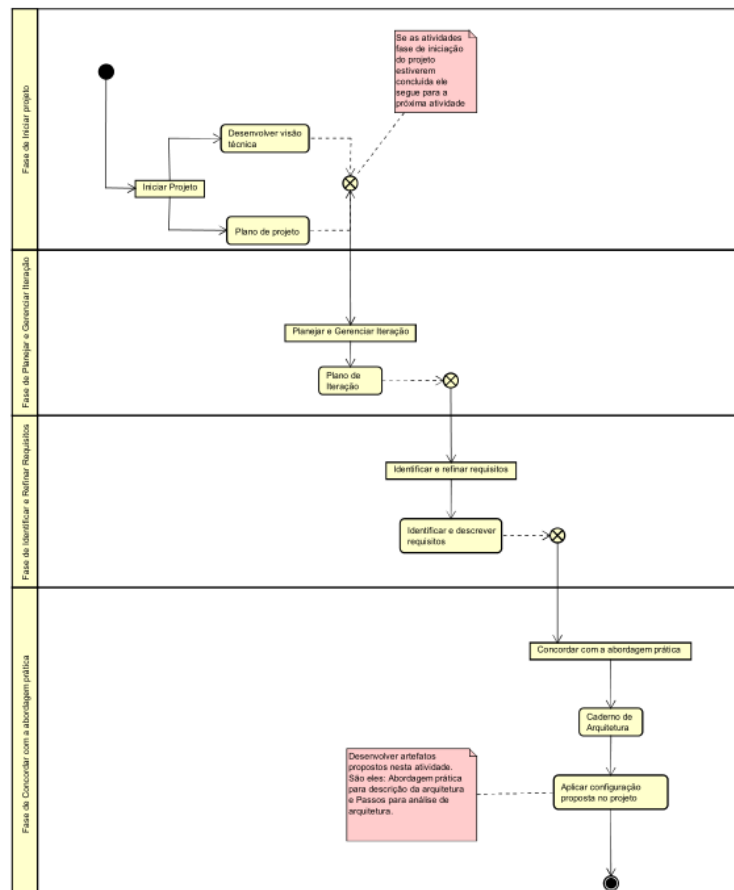 Fase de Iniciar projeto
Se as atividades
fase de iniciação
do projeto
estiverem
concluída ele
segue para a
próxima atividade
Desenvolver visão
técnica
Iniciar Projeto
Plano de projeto
Fase de Planejar e Gerenciar Iteração
Planejar e Gerenciar Iteração
Plano de
Iteração
Fase de Identificar e Refinar Requisitos
Identificar e refinar requisitos
Identificar e descrever
requisitos
Fase de Concordar com a abordagem prática
Concordar com a abordagem prática
Caderno de
Arquitetura
Desenvolver artefatos
propostos nesta atividade.
São eles: Abordagem prática
para descrição da arquitetura
e Passos para análise de
arquitetura.
Aplicar configuração
proposta no projeto